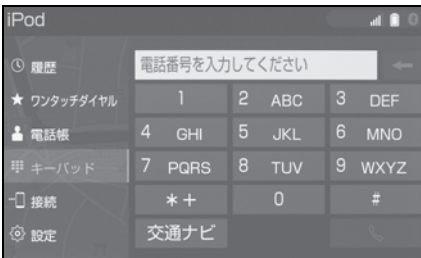 iPod
履歴
ワンタッチダイヤル
電話帳
キーパッド
接続
設定
電話番号を入力してください
1
2 ABC
3 DEF
4 GHI
5 JKL
6 MNO
7 PQRS
8 TUV
9 WXYZ
*+
0
#
交通ナビ